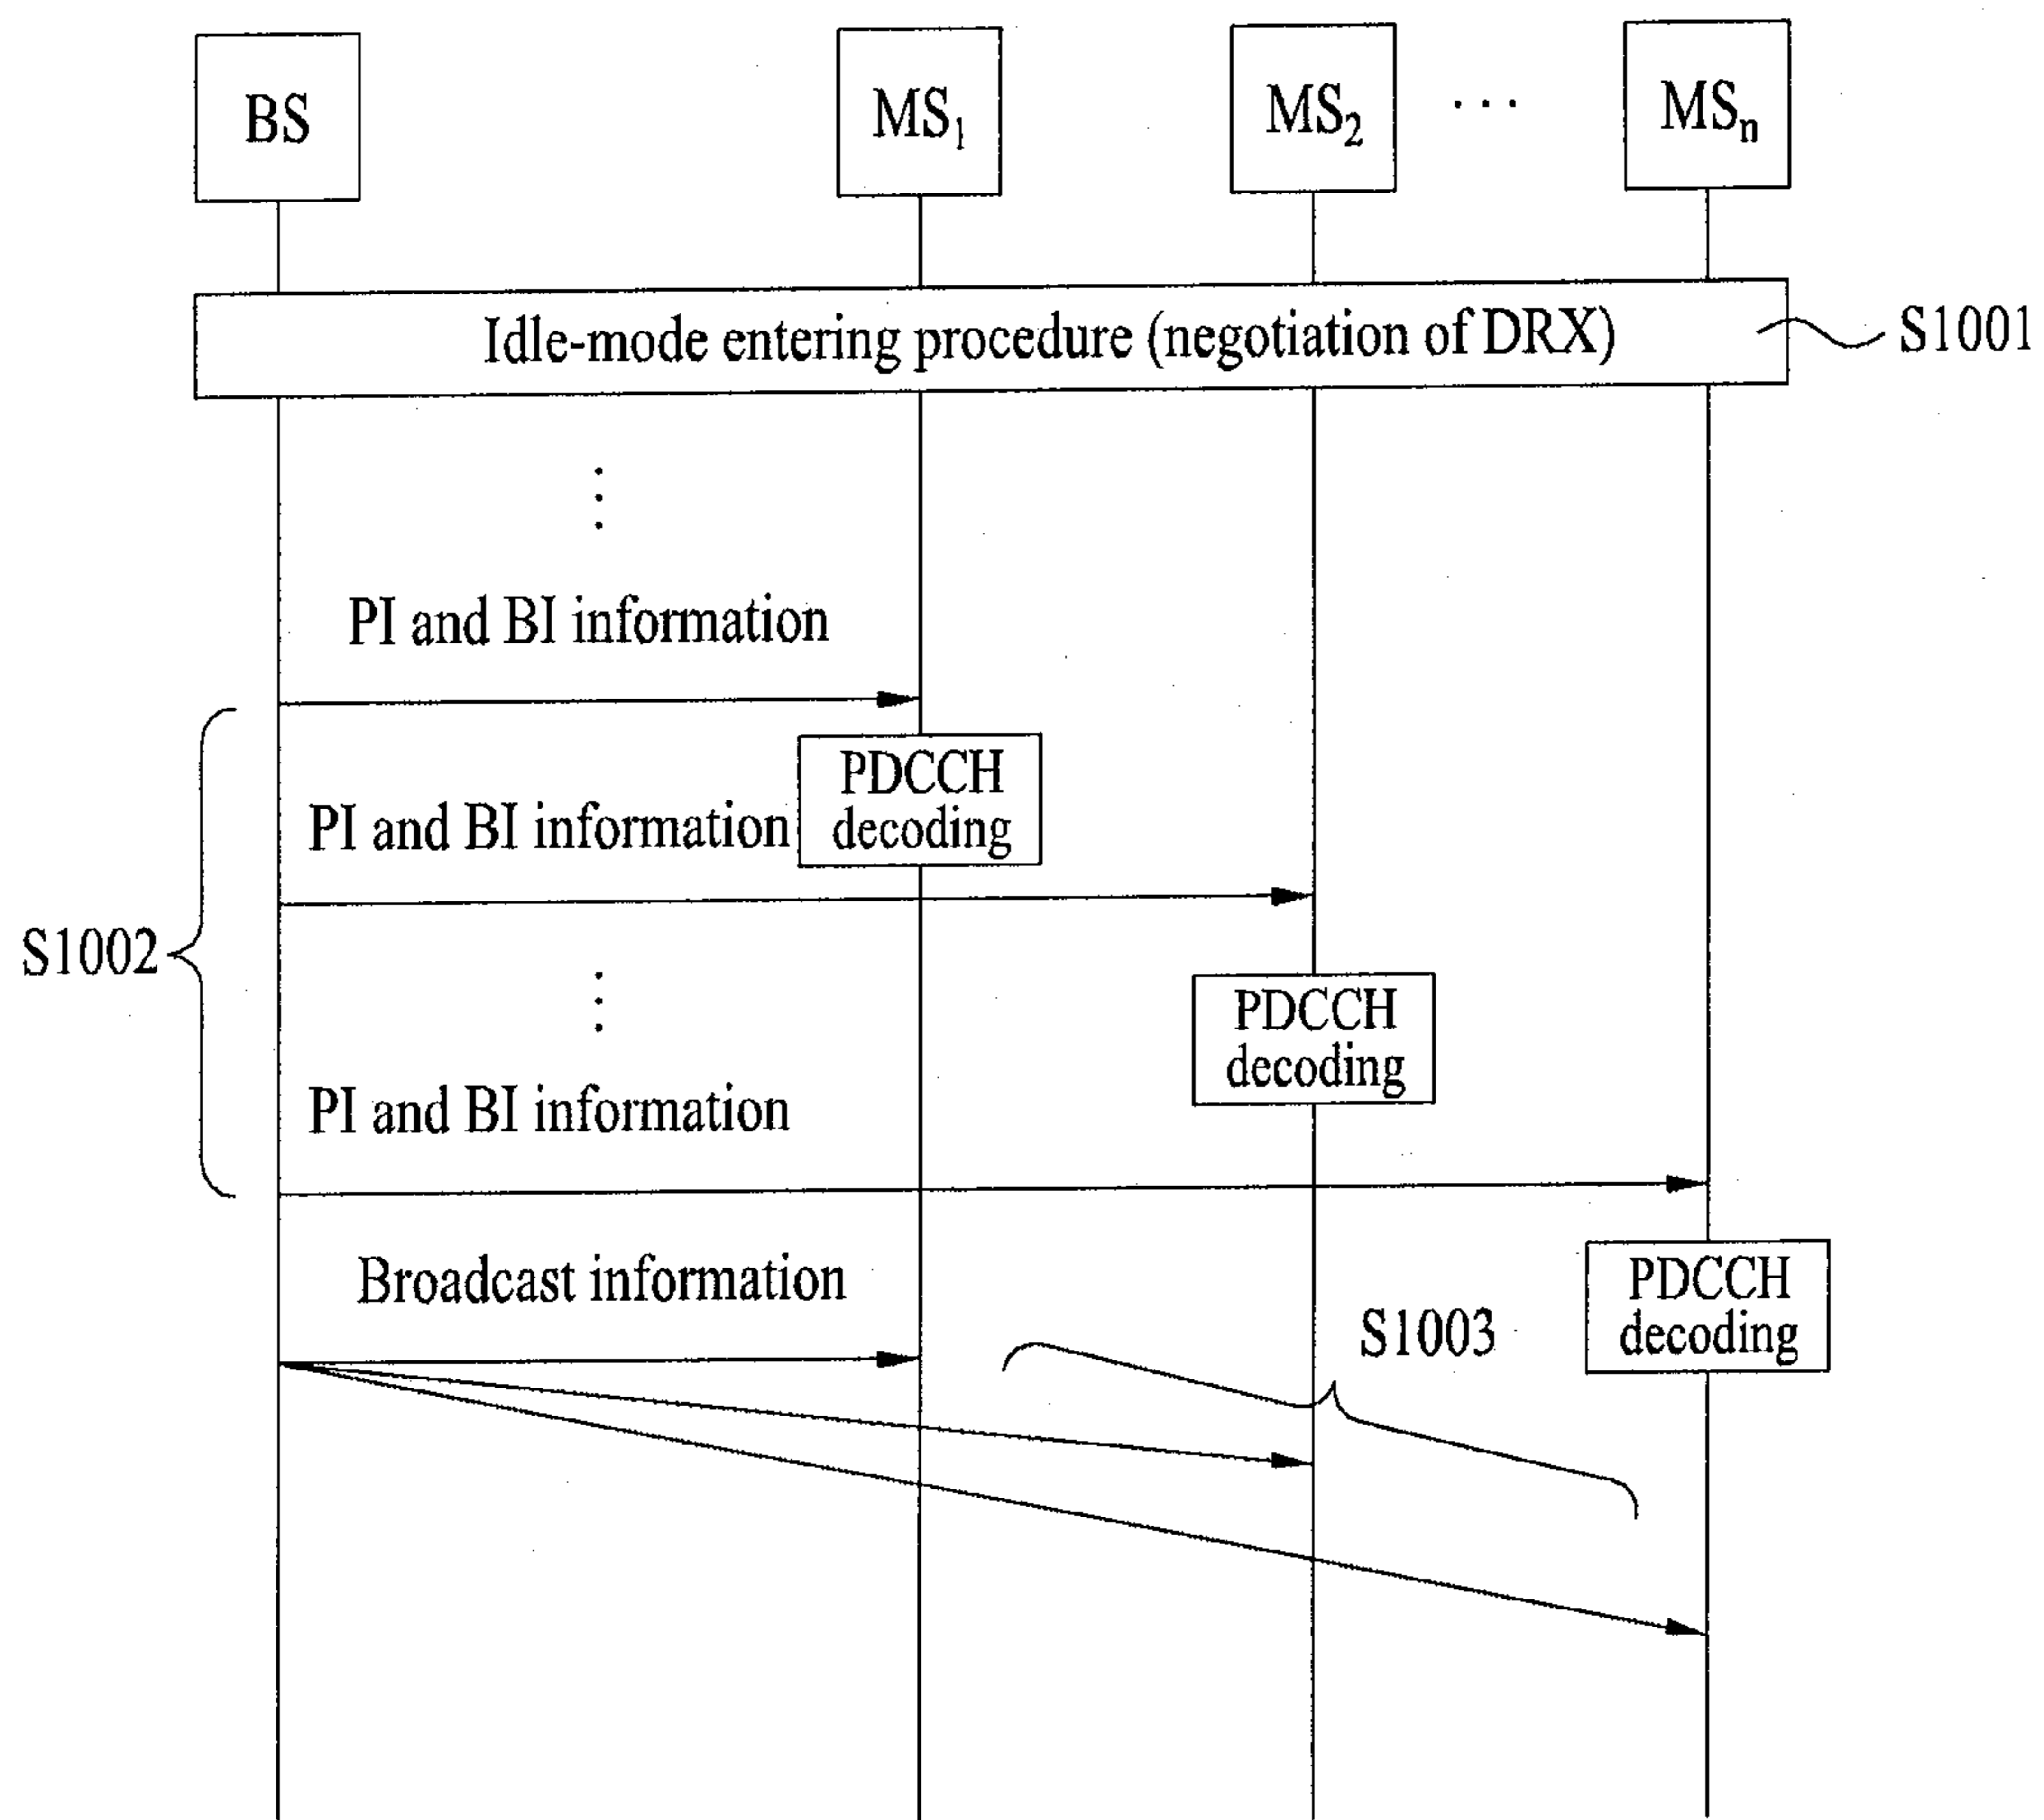 BS
MS1
MS2
...
MSn
Idle-mode entering procedure (negotiation of DRX)
S1001
PI and BI information
PDCCH
decoding
PI and BI information
S1002
PDCCH
decoding
PI and BI information
Broadcast information
PDCCH
decoding
S1003